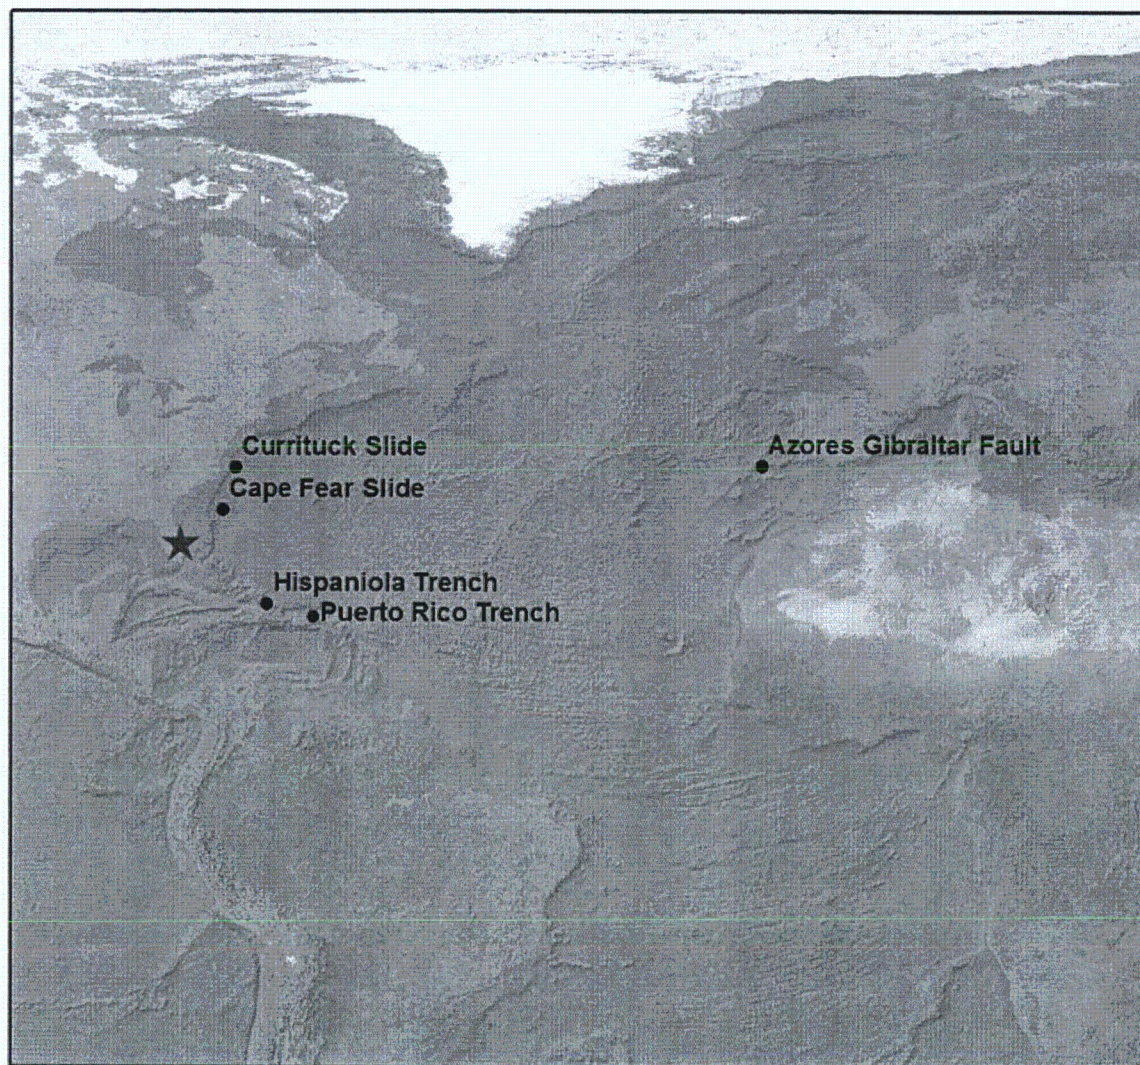 Currituck Slide
Azores Gibraltar Fault
Cape Fear Slide
Hispaniola Trench
Puerto Rico Trench